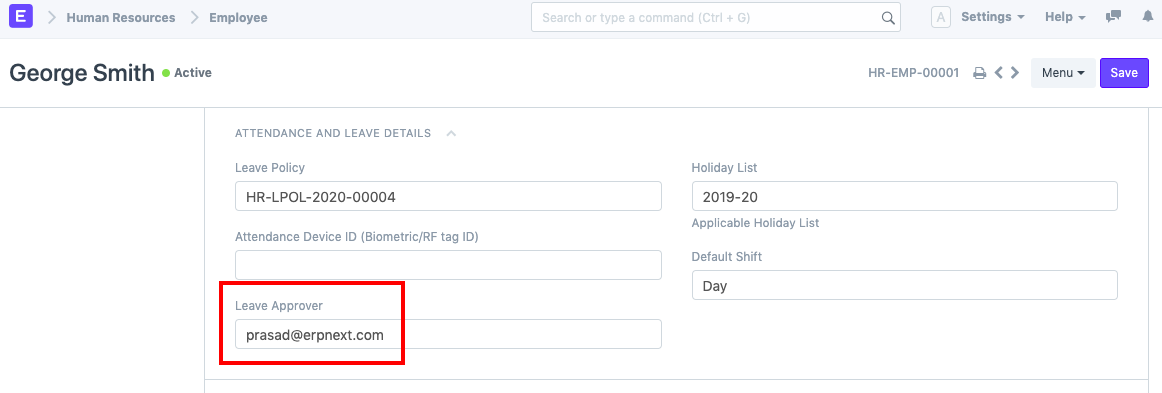 E Human Resources Employee Search or type a command (Ctrl + G) A Settings Help
George Smith Active HR-EMP-00001 Menu Save
ATTENDANCE AND LEAVE DETAILS
Leave Policy
HR-LPOL-2020-00004
Attendance Device ID (Biometric/RF tag ID)
Leave Approver
prasad@erpnext.com
Holiday List
2019-20
Applicable Holiday List
Default Shift
Day